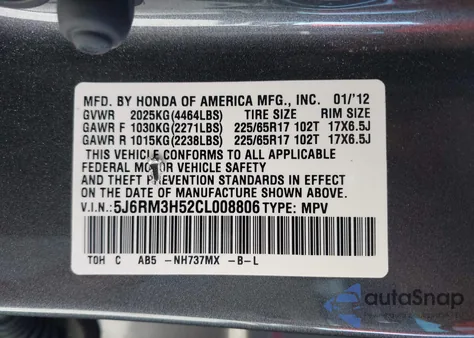 MFD. BY HONDA OF AMERICA MFG., INC. 01/'12
GVWR 2025KG(4464LBS) TIRE SIZE RIM SIZE
GAWR F 1030KG(2271LBS) 225/65R17 102T 17X6.5J
GAWR R 1015KG(2238LBS) 225/65R17 102T 17X6.5J
THIS VEHICLE CONFORMS TO ALL APPLICABLE
FEDERAL MOTOR VEHICLE SAFETY
AND THEFT PREVENTION STANDARDS IN EFFECT
ON THE DATE OF MANUFACTURE SHOWN ABOVE.
V.I.N: 5J6RM3H52CL008806 TYPE: MPV
TOH C AB5 -NH737MX -B-L
autoSnap